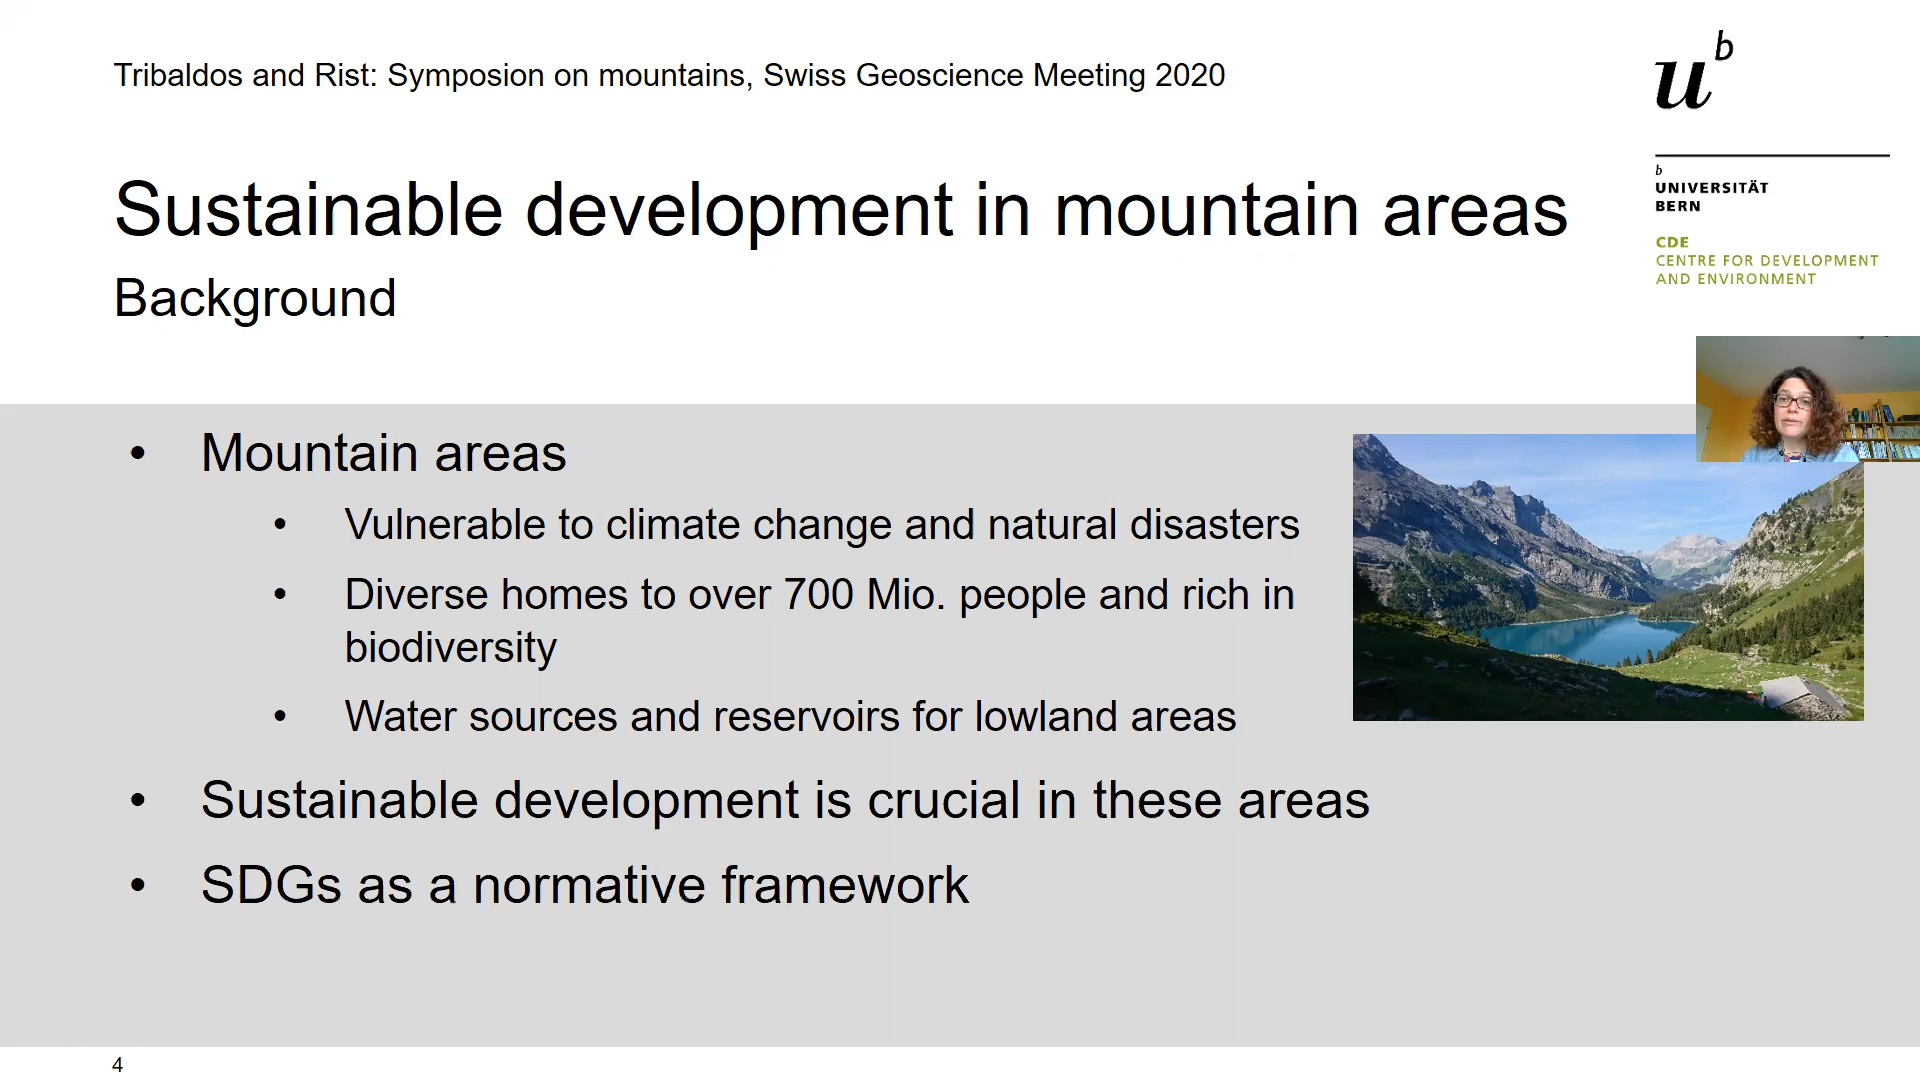 Tribaldos and Rist: Symposion on mountains, Swiss Geoscience Meeting 2020
u b
b
UNIVERSITÄT
BERN
CDE
CENTRE FOR DEVELOPMENT
AND ENVIRONMENT
Sustainable development in mountain areas
Background
• Mountain areas
• Vulnerable to climate change and natural disasters
• Diverse homes to over 700 Mio. people and rich in
biodiversity
• Water sources and reservoirs for lowland areas
• Sustainable development is crucial in these areas
• SDGs as a normative framework
4